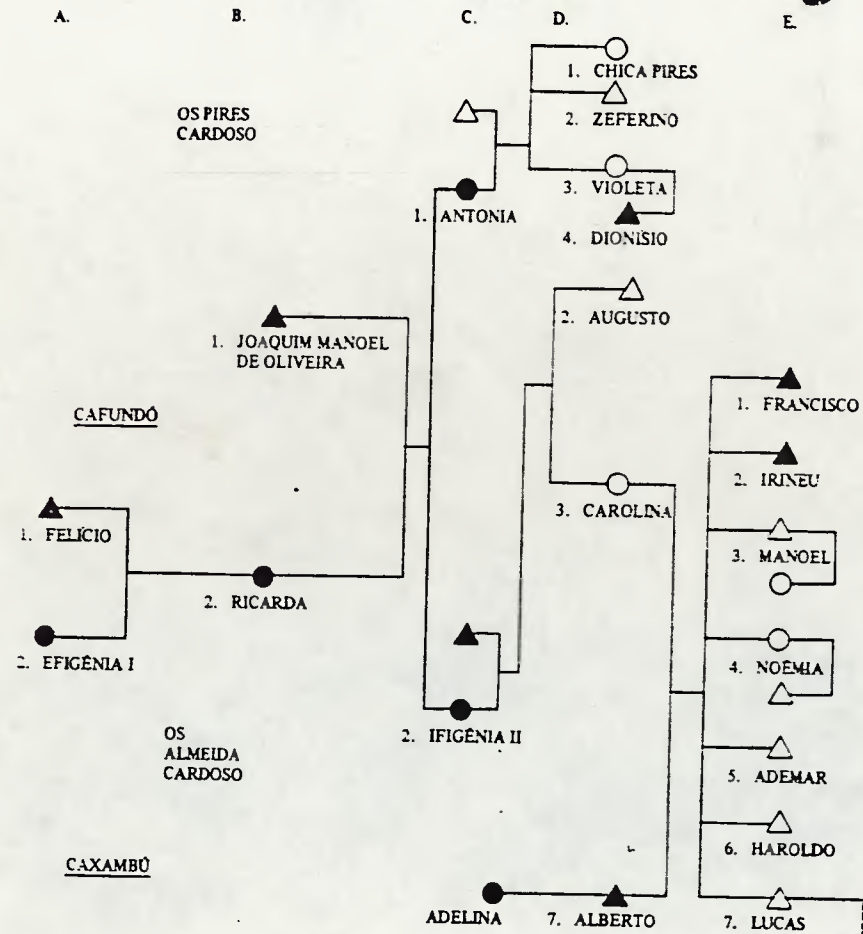 A.
B.
C.
D.
E.
OS PIRES
CARDOSO
1. CHICA PIRES
2. ZEFERINO
3. VIOLETA
1. ANTONIA
4. DIONÍSIO
2. AUGUSTO
1. JOAQUIM MANOEL
DE OLIVEIRA
1. FRANCISCO
CAFUNDÓ
2. IRINEU
3. CAROLINA
1. FELÍCIO
3. MANOEL
2. RICARDA
2. EFIGÊNIA I
4. NOÊMIA
2. IFIGÊNIA II
OS
ALMEIDA
CARDOSO
5. ADEMAR
6. HAROLDO
CAXAMBÚ
ADELINA
7. ALBERTO
7. LUCAS